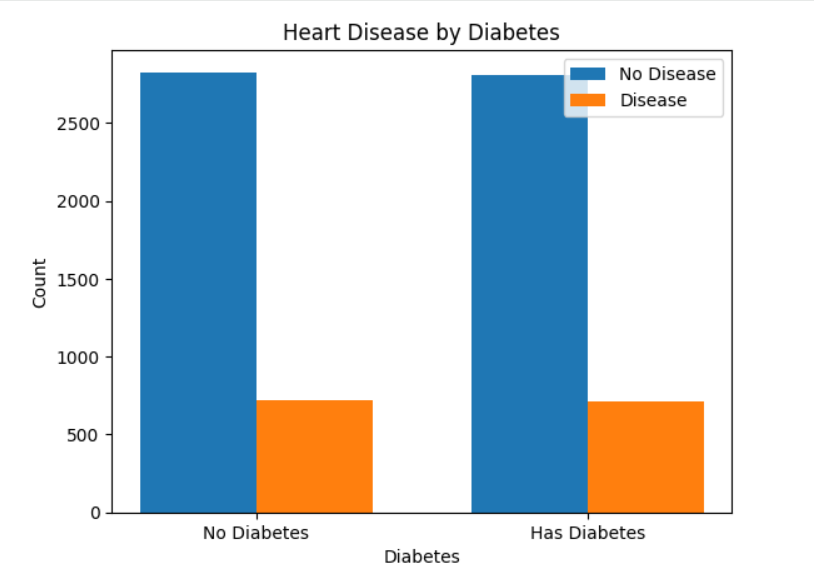 Heart Disease by Diabetes
No Disease
Disease
2500
2000
1500
1000
500
0
Count
No Diabetes
Has Diabetes
Diabetes